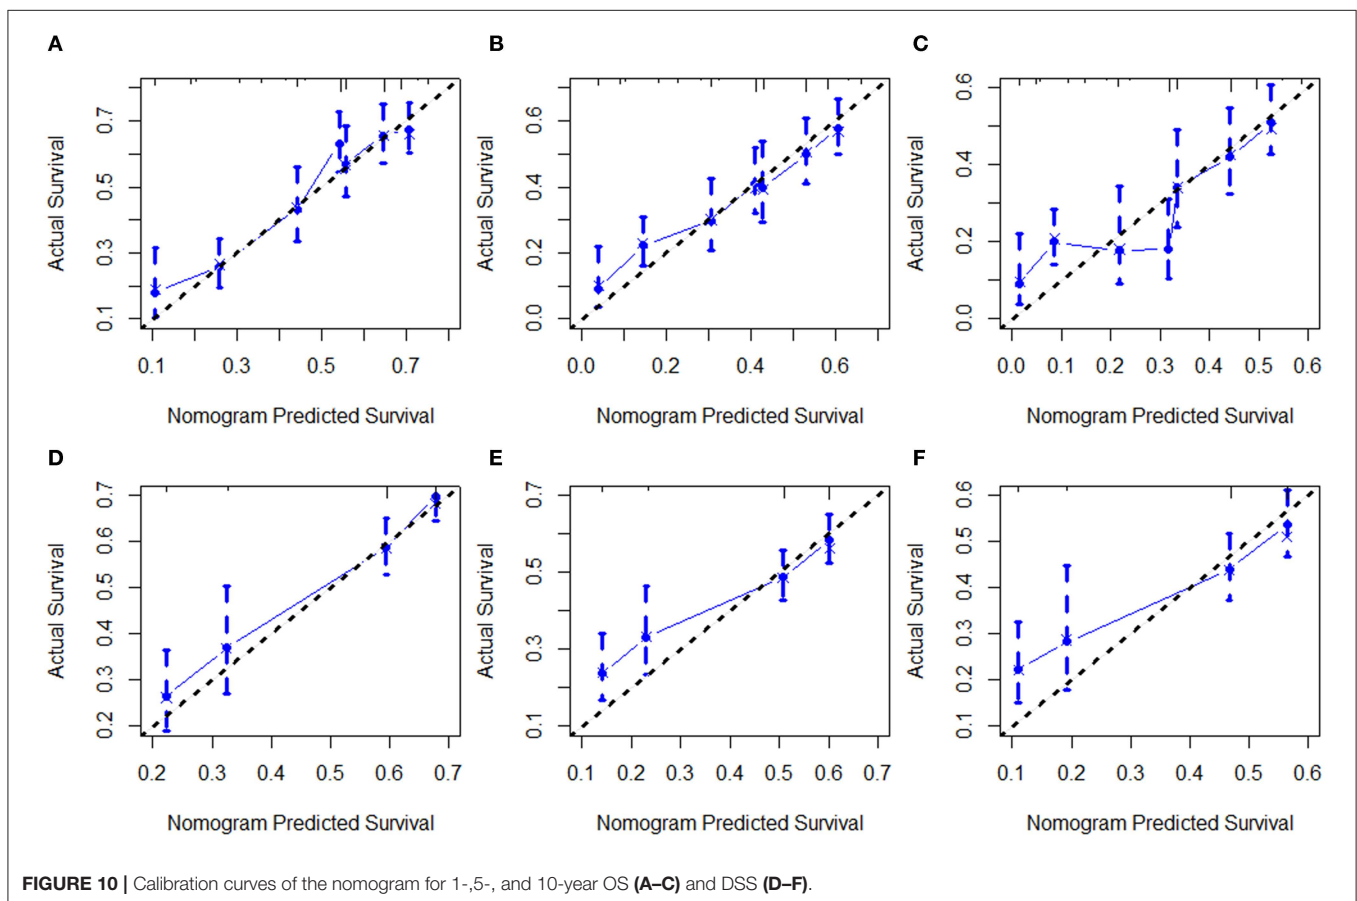 A
B
C
Actual Survival
0.1 0.3 0.5 0.7
0.1 0.3 0.5 0.7
Nomogram Predicted Survival
Actual Survival
0.0 0.2 0.4 0.6
0.0 0.2 0.4 0.6
Nomogram Predicted Survival
Actual Survival
0.0 0.2 0.4 0.6
0.0 0.1 0.2 0.3 0.4 0.5 0.6
Nomogram Predicted Survival
D
E
F
Actual Survival
0.2 0.3 0.4 0.5 0.6 0.7
0.2 0.3 0.4 0.5 0.6 0.7
Nomogram Predicted Survival
Actual Survival
0.1 0.3 0.5 0.7
0.1 0.2 0.3 0.4 0.5 0.6 0.7
Nomogram Predicted Survival
Actual Survival
0.1 0.2 0.3 0.4 0.5 0.6
0.1 0.2 0.3 0.4 0.5 0.6
Nomogram Predicted Survival
FIGURE 10 | Calibration curves of the nomogram for 1-,5-, and 10-year OS (A–C) and DSS (D–F).